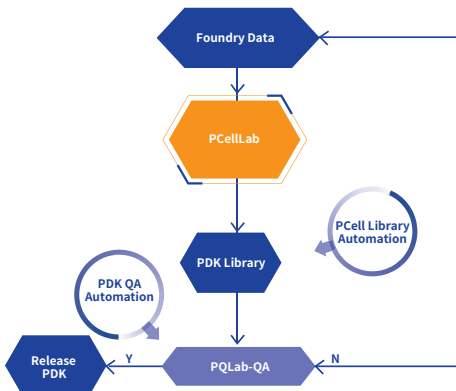 Foundry Data
PCellLab
PCell Library
Automation
PDK Library
PDK QA
Automation
Release
PDK
Y
PQLab-QA
N